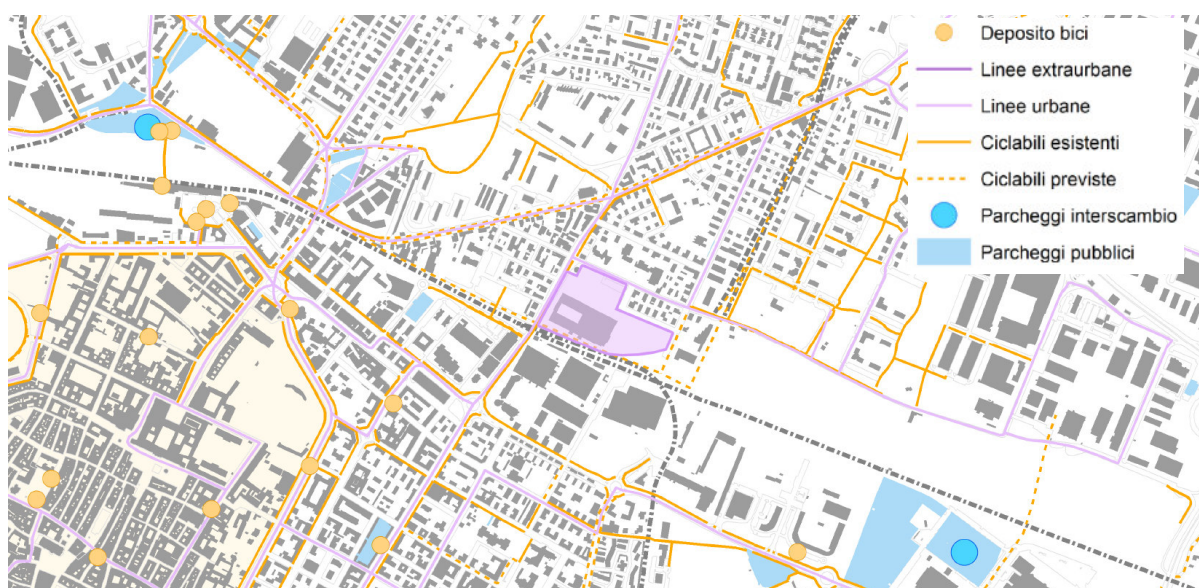 Deposito bici
Linee extraurbane
Linee urbane
Ciclabili esistenti
Ciclabili previste
Parcheggi interscambio
Parcheggi pubblici